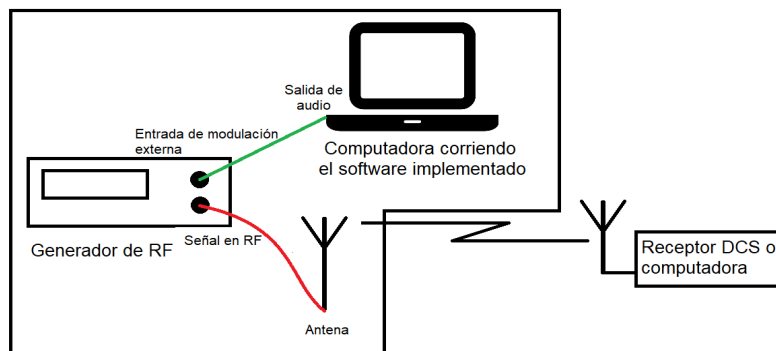 Salida de
audio
Entrada de modulación
externa
Computadora corriendo
el software implementado
Generador de RF
Señal en RF
Antena
Receptor DCS o
computadora